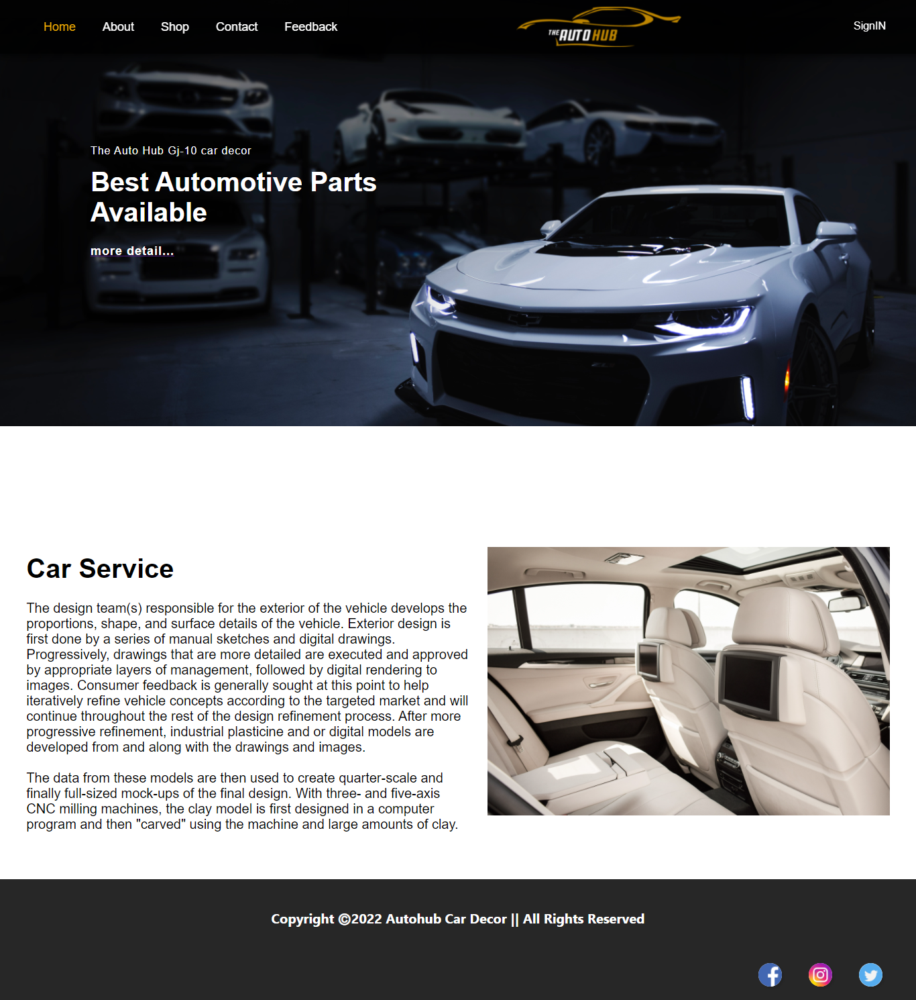 Home About Shop Contact Feedback
THE AUTO HUB
SignIN
The Auto Hub Gj-10 car decor
Best Automotive Parts
Available
more detail...
Car Service
The design team(s) responsible for the exterior of the vehicle develops the
proportions, shape, and surface details of the vehicle. Exterior design is
first done by a series of manual sketches and digital drawings.
Progressively, drawings that are more detailed are executed and approved
by appropriate layers of management, followed by digital rendering to
images. Consumer feedback is generally sought at this point to help
iteratively refine vehicle concepts according to the targeted market and will
continue throughout the rest of the design refinement process. After more
progressive refinement, industrial plasticine and or digital models are
developed from and along with the drawings and images.
The data from these models are then used to create quarter-scale and
finally full-sized mock-ups of the final design. With three- and five-axis
CNC milling machines, the clay model is first designed in a computer
program and then "carved" using the machine and large amounts of clay.
Copyright ©2022 Autohub Car Decor || All Rights Reserved